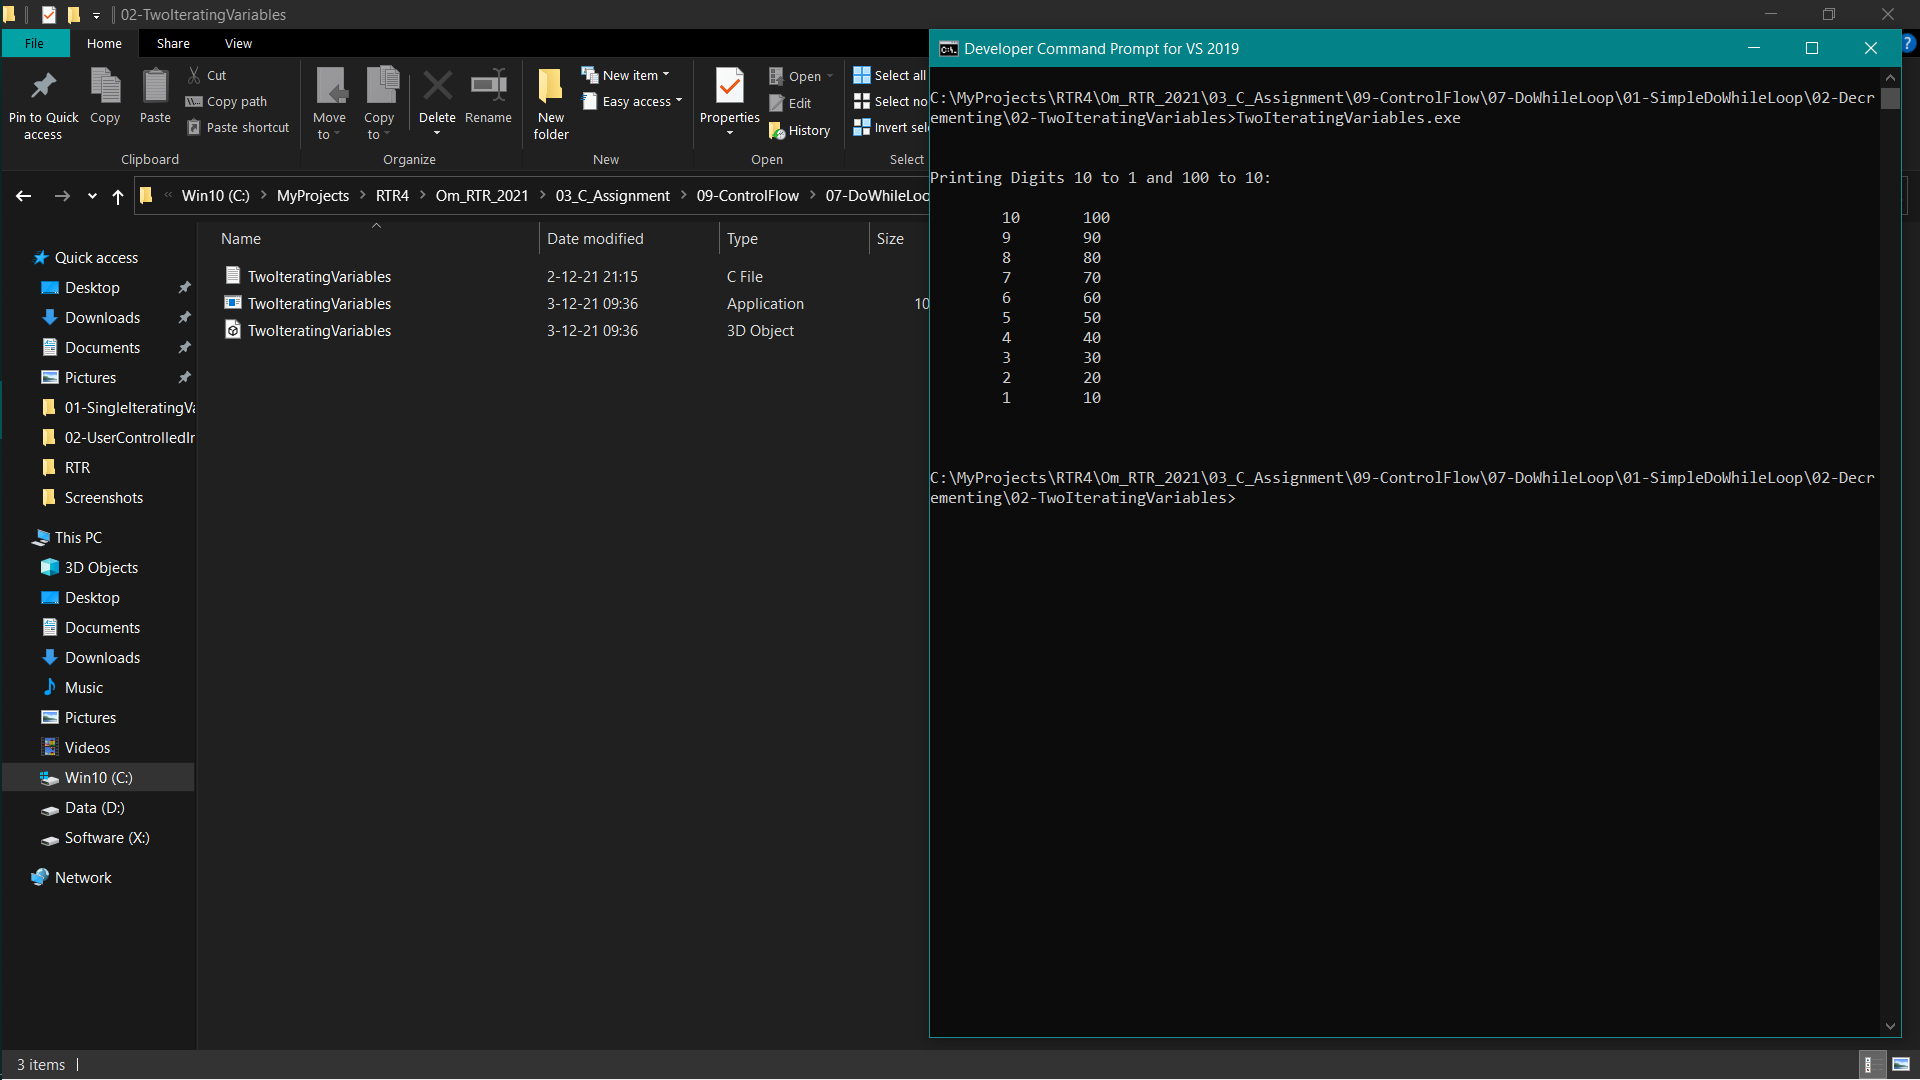 02-TwoIteratingVariables
File
Home
Share
View
Pin to Quick access
Copy
Paste
Cut
Copy path
Paste shortcut
Clipboard
Move to
Copy to
Delete
Rename
Organize
New folder
New item
Easy access
New
Properties
Open
Edit
History
Open
Select all
Select no
Invert sel
Select
Win10 (C:) > MyProjects > RTR4 > Om_RTR_2021 > 03_C_Assignment > 09-ControlFlow > 07-DoWhileLoo
Name Date modified Type Size
TwoIteratingVariables 2-12-21 21:15 C File
TwoIteratingVariables 3-12-21 09:36 Application 10
TwoIteratingVariables 3-12-21 09:36 3D Object
Quick access
Desktop
Downloads
Documents
Pictures
01-SingleIteratingVa
02-UserControlledIn
RTR
Screenshots
This PC
3D Objects
Desktop
Documents
Downloads
Music
Pictures
Videos
Win10 (C:)
Data (D:)
Software (X:)
Network
3 items
Developer Command Prompt for VS 2019
C:\MyProjects\RTR4\Om_RTR_2021\03_C_Assignment\09-ControlFlow\07-DoWhileLoop\01-SimpleDoWhileLoop\02-Decr
ementing\02-TwoIteratingVariables>TwoIteratingVariables.exe
Printing Digits 10 to 1 and 100 to 10:
10 100
9 90
8 80
7 70
6 60
5 50
4 40
3 30
2 20
1 10
C:\MyProjects\RTR4\Om_RTR_2021\03_C_Assignment\09-ControlFlow\07-DoWhileLoop\01-SimpleDoWhileLoop\02-Decr
ementing\02-TwoIteratingVariables>